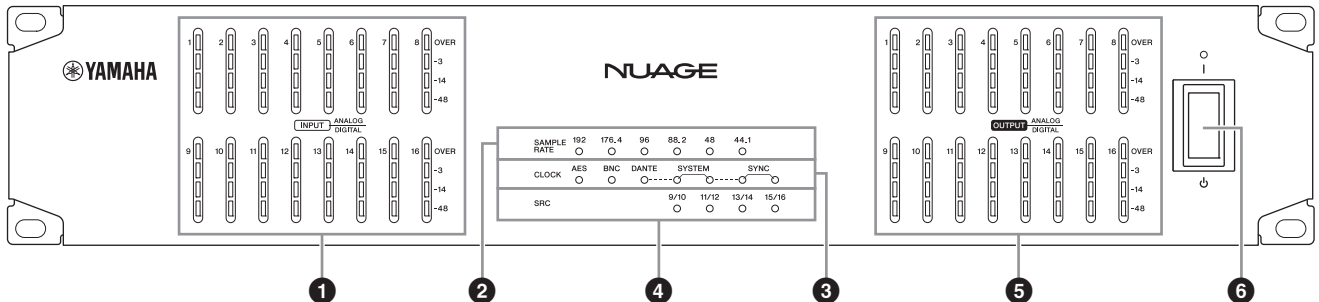 1 2 3 4 5 6 7 8 OVER
-3
-14
-48
YAMAHA
INPUT ANALOG
DIGITAL
9 10 11 12 13 14 15 16 OVER
-3
-14
-48
NUAGE
SAMPLE RATE 192 176.4 96 88.2 48 44.1
CLOCK AES BNC DANTE SYSTEM SYNC
SRC 9/10 11/12 13/14 15/16
1 2 3 4 5 6 7 8 OVER
-3
-14
-48
OUTPUT ANALOG
DIGITAL
9 10 11 12 13 14 15 16 OVER
-3
-14
-48
I
1 2 4 3 5 6